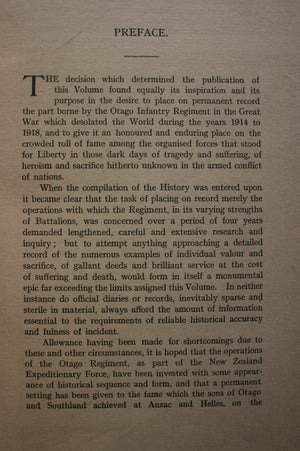 PREFACE.
THE decision which determined the publication of
this Volume found equally its inspiration and its
purpose in the desire to place on permanent record
the part borne by the Otago Infantry Regiment in the Great
War which desolated the World during the years 1914 to
1918, and to give it an honoured and enduring place on the
crowded roll of fame among the organised forces that stood
for Liberty in those dark days of tragedy and suffering, of
heroism and sacrifice hitherto unknown in the armed conflict
of nations.
When the compilation of the History was entered upon
it became clear that the task of placing on record merely the
operations with which the Regiment, in its varying strengths
of Battalions, was concerned over a period of four years
demanded lengthened, careful and extensive research and
inquiry; but to attempt anything approaching a detailed
record of the numerous examples of individual valour and
sacrifice, of gallant deeds and brilliant service at the cost
of suffering and death, would form in itself a monumental
epic far exceeding the limits assigned this Volume. In neither
instance do official diaries or records, inevitably sparse and
sterile in material, always afford the amount of information
essential to the requirements of reliable historical accuracy
and fulness of incident.
Allowance having been made for shortcomings due to
these and other circumstances, it is hoped that the operations
of the Otago Regiment, as part of the New Zealand
Expeditionary Force, have been invested with some appear-
ance of historical sequence and form, and that a permanent
setting has been given to the fame which the sons of Otago
and Southland achieved at Anzac and Helles, on the